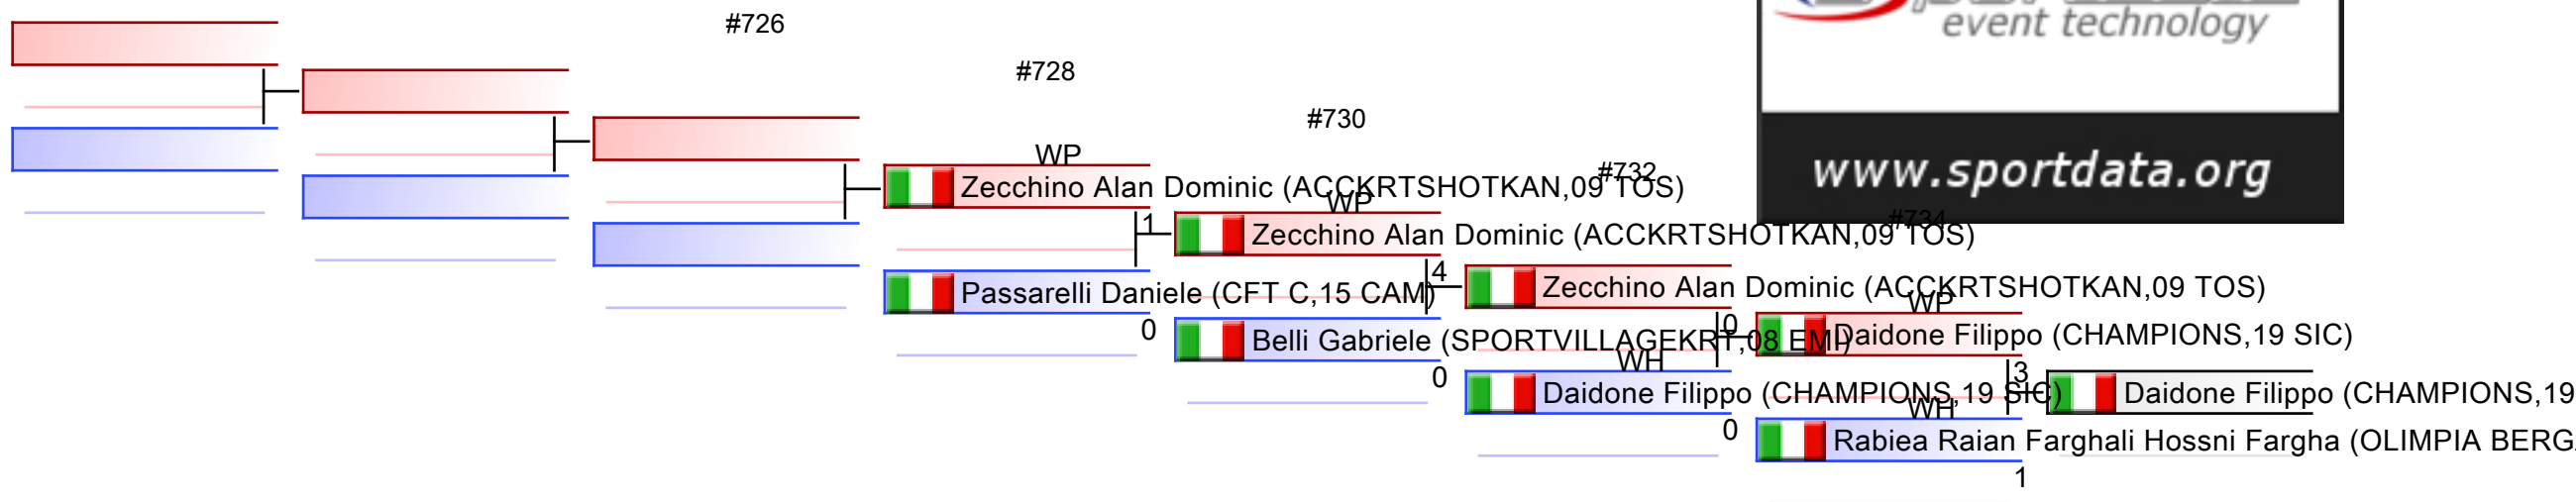 event technology
www.sportdata.org
#726
#728
#730
#732
#734
WP
Zecchino Alan Dominic (ACCKRTSHOTKAN,09 TOS)
1
Passarelli Daniele (CFT C,15 CAM)
0
WP
Zecchino Alan Dominic (ACCKRTSHOTKAN,09 TOS)
4
Belli Gabriele (SPORTVILLAGEKRT,08 EMI)
0
Zecchino Alan Dominic (ACCKRTSHOTKAN,09 TOS)
0
WH
Daidone Filippo (CHAMPIONS,19 SIC)
0
WP
Daidone Filippo (CHAMPIONS,19 SIC)
3
WH
Rabiea Raian Farghali Hossni Fargha (OLIMPIA BERG
1
Daidone Filippo (CHAMPIONS,19